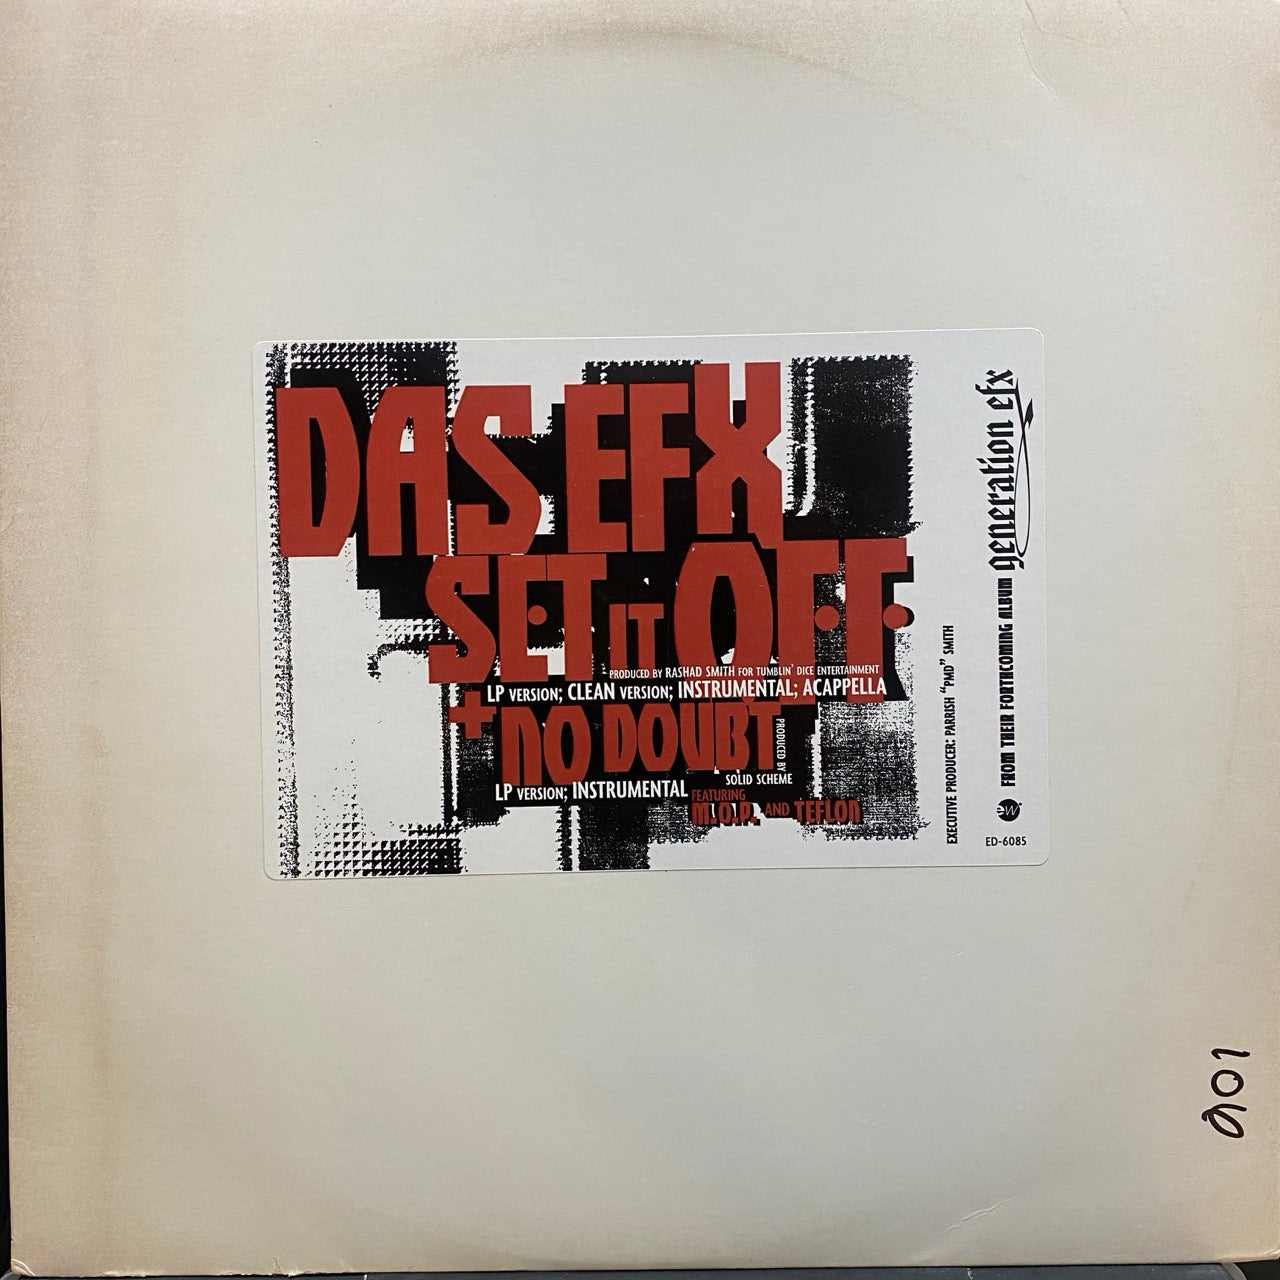 DAS EFX
SET IT OFF
PRODUCED BY RASHAD SMITH FOR TUMBLIN' DICE ENTERTAINMENT
LP VERSION; CLEAN VERSION; INSTRUMENTAL; ACAPPELLA
+ NO DOUBT
PRODUCED BY
SOLID SCHEME
LP VERSION; INSTRUMENTAL
FEATURING
M.O.P. AND TEFLON
EXECUTIVE PRODUCER: PARRISH "PMD" SMITH
FROM THEIR FORTHCOMING ALBUM generation efx
ew
ED-6085